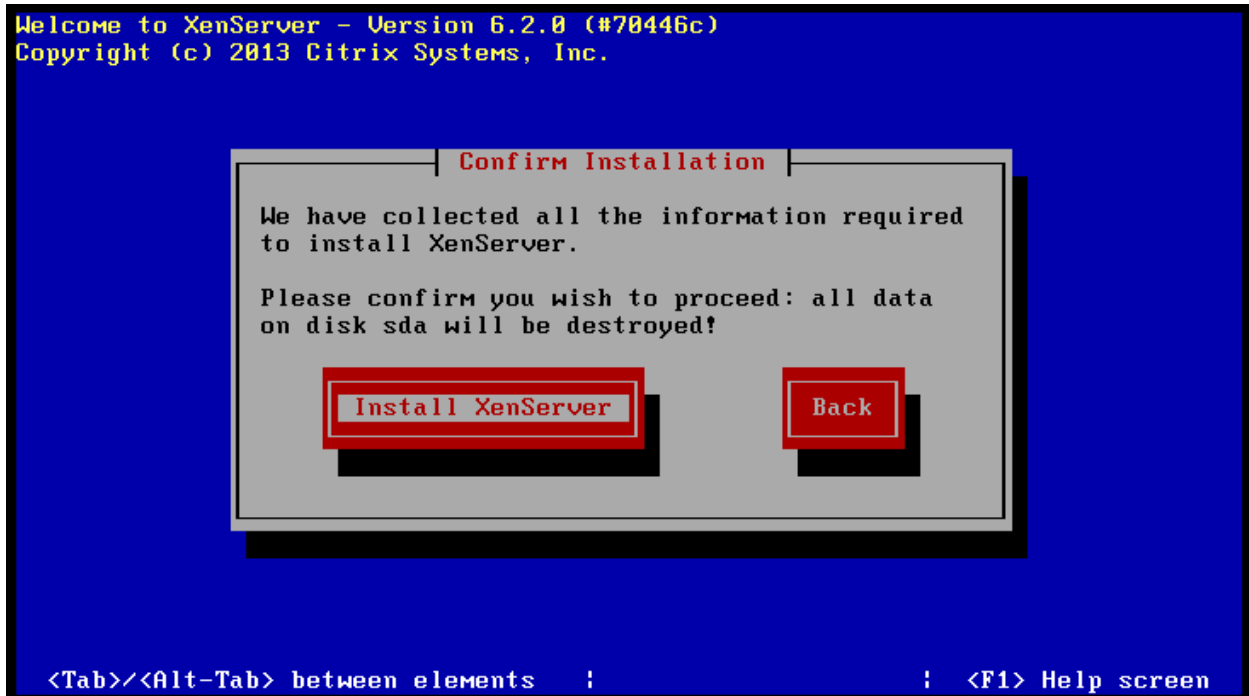 Welcome to XenServer - Version 6.2.0 (#70446c)
Copyright (c) 2013 Citrix Systems, Inc.
Confirm Installation
We have collected all the information required
to install XenServer.
Please confirm you wish to proceed: all data
on disk sda will be destroyed!
Install XenServer
Back
<Tab>/<Alt-Tab> between elements ¦ ¦ <F1> Help screen